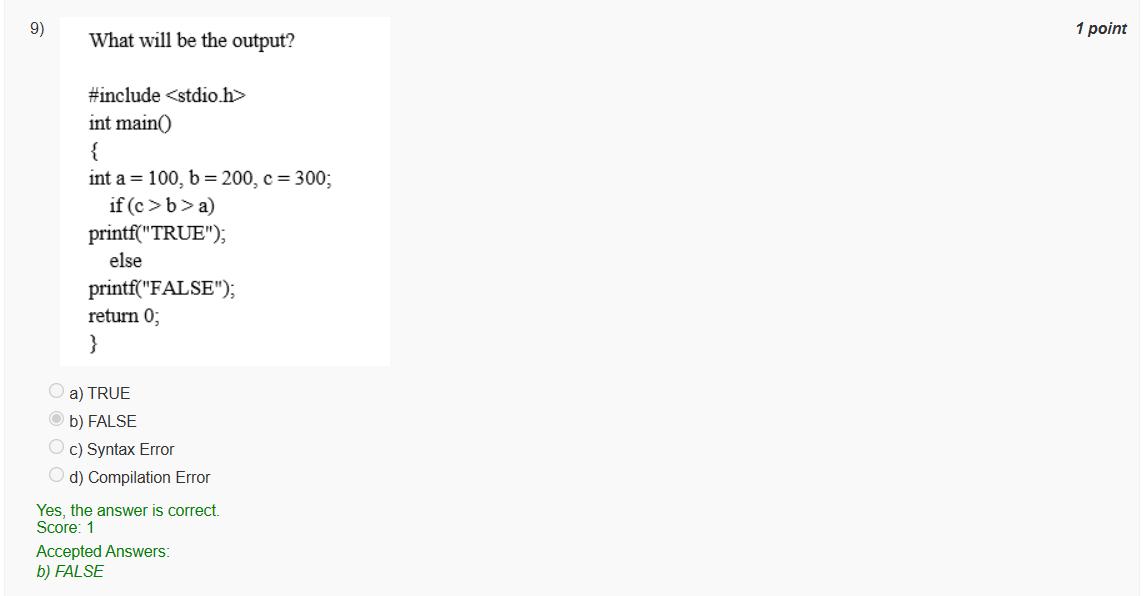 9)
1 point
What will be the output?
#include <stdio.h>
int main()
{
int a = 100, b = 200, c = 300;
if (c > b > a)
printf("TRUE");
else
printf("FALSE");
return 0;
}
a) TRUE
b) FALSE
c) Syntax Error
d) Compilation Error
Yes, the answer is correct.
Score: 1
Accepted Answers:
b) FALSE